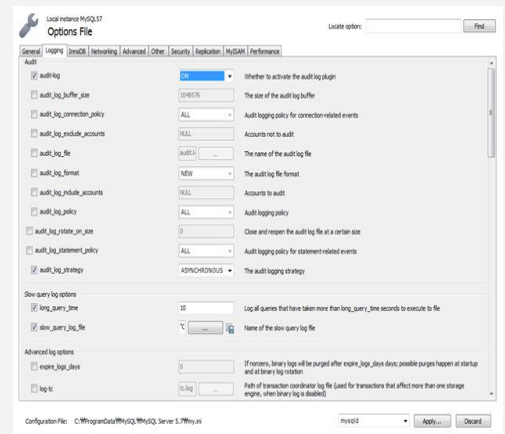 Local instance MySQL57
Options File
Locate option:
Find
General Logging InnoDB Networking Advanced Other Security Replication MyISAM Performance
Audit
audit-log ON Whether to activate the audit log plugin
audit_log_buffer_size 1048576 The size of the audit log buffer
audit_log_connection_policy ALL Audit logging policy for connection-related events
audit_log_exclude_accounts NULL Accounts not to audit
audit_log_file audit.l ... The name of the audit log file
audit_log_format NEW The audit log file format
audit_log_include_accounts NULL Accounts to audit
audit_log_policy ALL Audit logging policy
audit_log_rotate_on_size 0 Close and reopen the audit log file at a certain size
audit_log_statement_policy ALL Audit logging policy for statement-related events
audit_log_strategy ASYNCHRONOUS The audit logging strategy
Slow query log options
long_query_time 10 Log all queries that have taken more than long_query_time seconds to execute to file
slow_query_log_file ... Name of the slow query log file
Advanced log options
expire_logs_days 0 If nonzero, binary logs will be purged after expire_logs_days days; possible purges happen at startup
and at binary log rotation
log-tc tc.log ... Path of transaction coordinator log file (used for transactions that affect more than one storage
engine, when binary log is disabled)
Configuration File: C:₩ProgramData₩MySQL₩MySQL Server 5.7₩my.ini
mysqld
Apply...
Discard